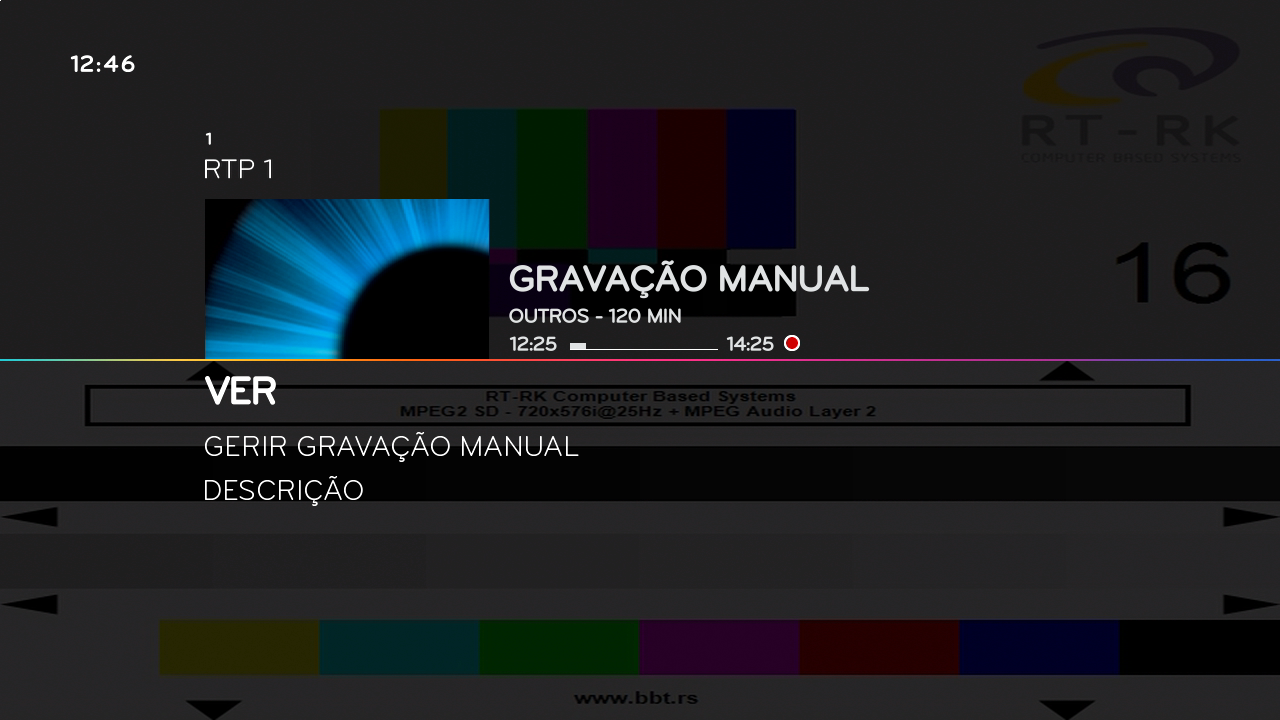 12:46
RT-RK
COMPUTER BASED SYSTEMS
1
RTP 1
16
GRAVAÇÃO MANUAL
OUTROS - 120 MIN
12:25 14:25
VER
RT-RK Computer Based Systems
MPEG2 SD - 720x576i@25Hz + MPEG Audio Layer 2
GERIR GRAVAÇÃO MANUAL
DESCRIÇÃO
www.bbt.rs